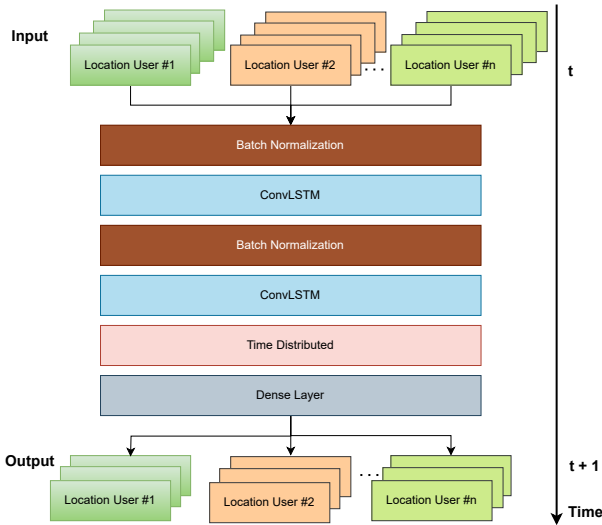 Input
Location User #1
Location User #2
...
Location User #n
t
Batch Normalization
ConvLSTM
Batch Normalization
ConvLSTM
Time Distributed
Dense Layer
Output
Location User #1
Location User #2
...
Location User #n
t + 1
Time